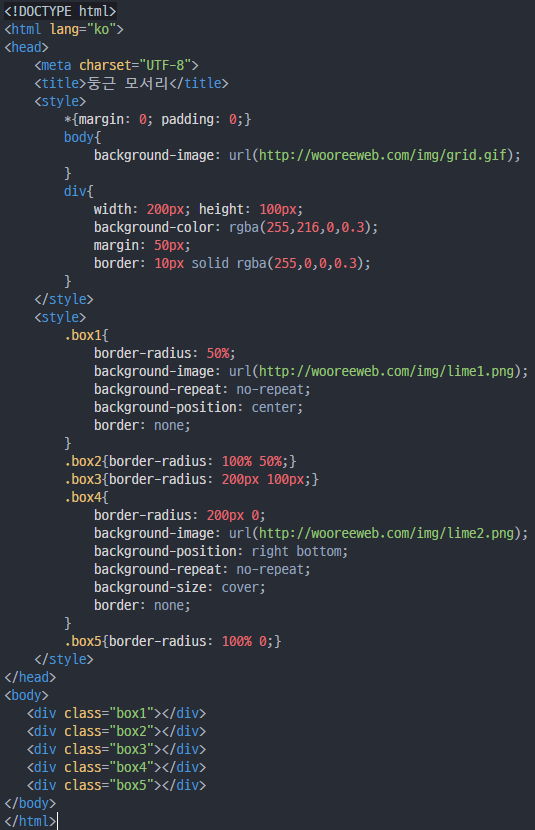 <!DOCTYPE html>
<html lang="ko">
<head>
    <meta charset="UTF-8">
    <title>둥근 모서리</title>
    <style>
        *{margin: 0; padding: 0;}
        body{
            background-image: url(http://wooreeweb.com/img/grid.gif);
        }
        div{
            width: 200px; height: 100px;
            background-color: rgba(255,216,0,0.3);
            margin: 50px;
            border: 10px solid rgba(255,0,0,0.3);
        }
    </style>
    <style>
        .box1{
            border-radius: 50%;
            background-image: url(http://wooreeweb.com/img/lime1.png);
            background-repeat: no-repeat;
            background-position: center;
            border: none;
        }
        .box2{border-radius: 100% 50%;}
        .box3{border-radius: 200px 100px;}
        .box4{
            border-radius: 200px 0;
            background-image: url(http://wooreeweb.com/img/lime2.png);
            background-position: right bottom;
            background-repeat: no-repeat;
            background-size: cover;
            border: none;
        }
        .box5{border-radius: 100% 0;}
    </style>
</head>
<body>
   <div class="box1"></div>
   <div class="box2"></div>
   <div class="box3"></div>
   <div class="box4"></div>
   <div class="box5"></div>
</body>
</html>